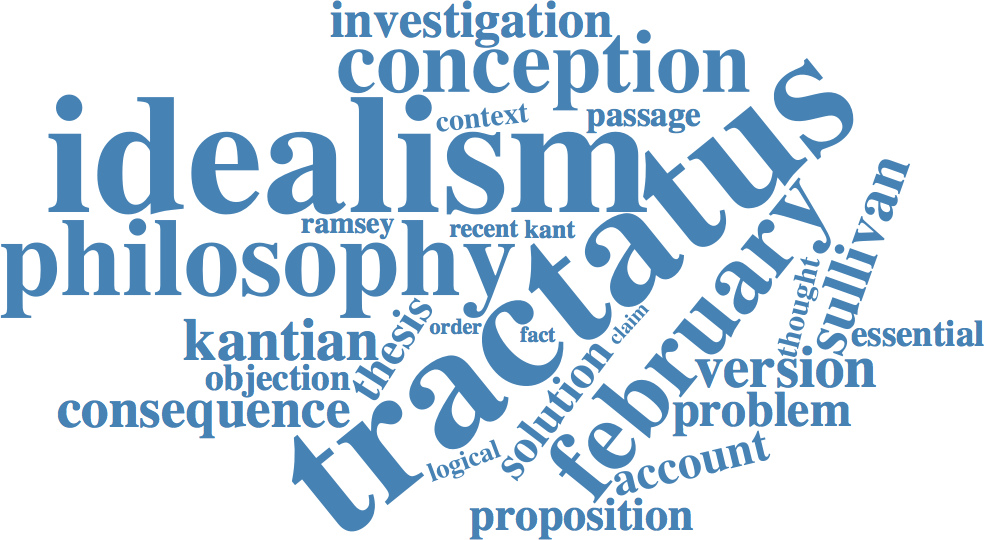 investigation
conception
context
passage
idealism
tractatus
ramsey
recent
kant
philosophy
february
sullivan
thought
essential
kantian
thesis
order
fact
claim
objection
version
consequence
solution
problem
logical
account
proposition